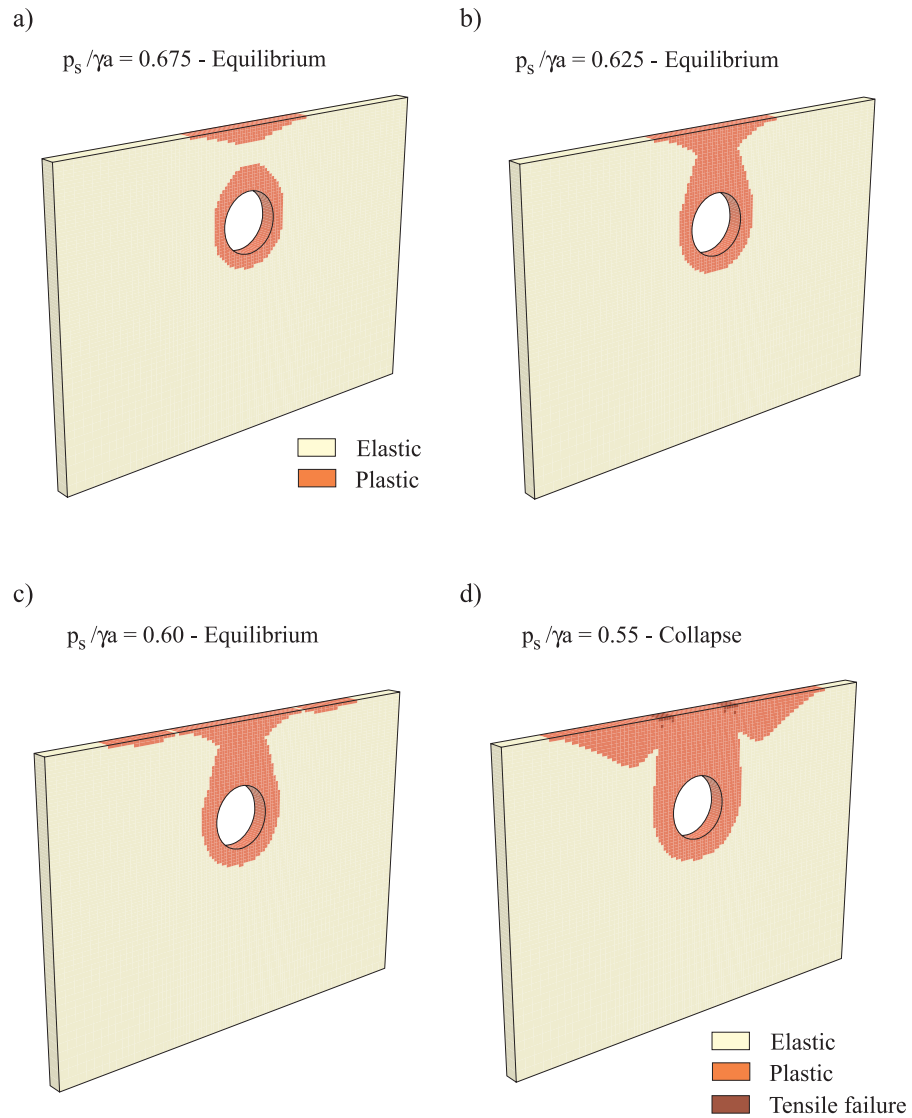 a)
p_s/γa = 0.675 - Equilibrium
b)
p_s/γa = 0.625 - Equilibrium
Elastic
Plastic
c)
p_s/γa = 0.60 - Equilibrium
d)
p_s/γa = 0.55 - Collapse
Elastic
Plastic
Tensile failure